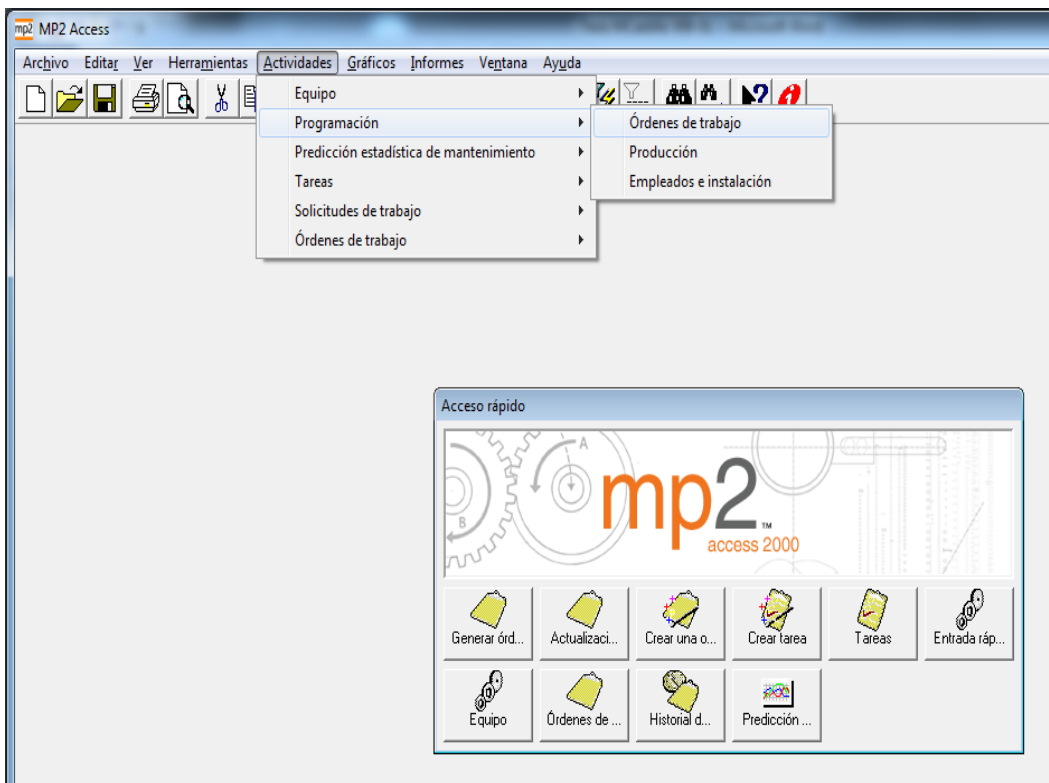 mp2 MP2 Access
Archivo Editar Ver Herramientas Actividades Gráficos Informes Ventana Ayuda
Equipo
Programación
Predicción estadística de mantenimiento
Tareas
Solicitudes de trabajo
Órdenes de trabajo
Órdenes de trabajo
Producción
Empleados e instalación
Acceso rápido
A
B
mp2™
access 2000
Generar órd... Actualizaci... Crear una o... Crear tarea Tareas Entrada ráp...
Equipo Órdenes de ... Historial d... Predicción ...